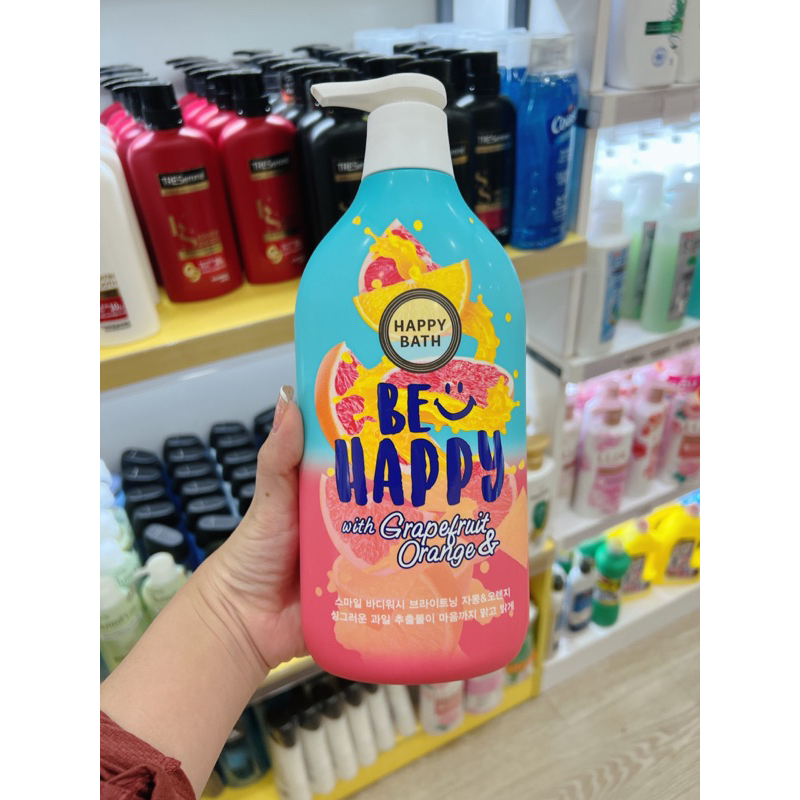 HAPPY
BATH
BE
HAPPY
with Grapefruit
Orange &
스마일 바디워시 브라이트닝 자몽&오렌지
싱그러운 과일 추출물이 마음까지 맑고 밝게
TRESemmé
TRESemmé